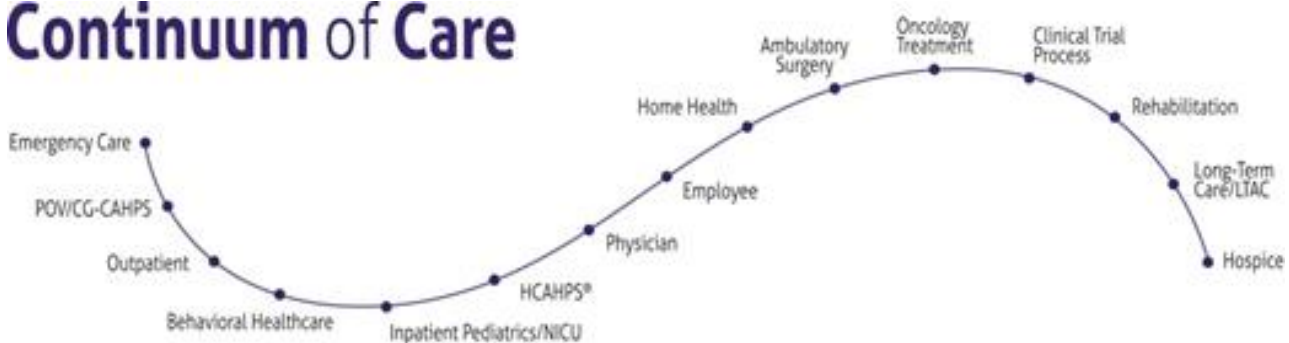 Continuum of Care
Emergency Care
POV/CG-CAHPS
Outpatient
Behavioral Healthcare
Inpatient Pediatrics/NICU
HCAHPS®
Physician
Employee
Home Health
Ambulatory
Surgery
Oncology
Treatment
Clinical Trial
Process
Rehabilitation
Long-Term
Care/LTAC
Hospice